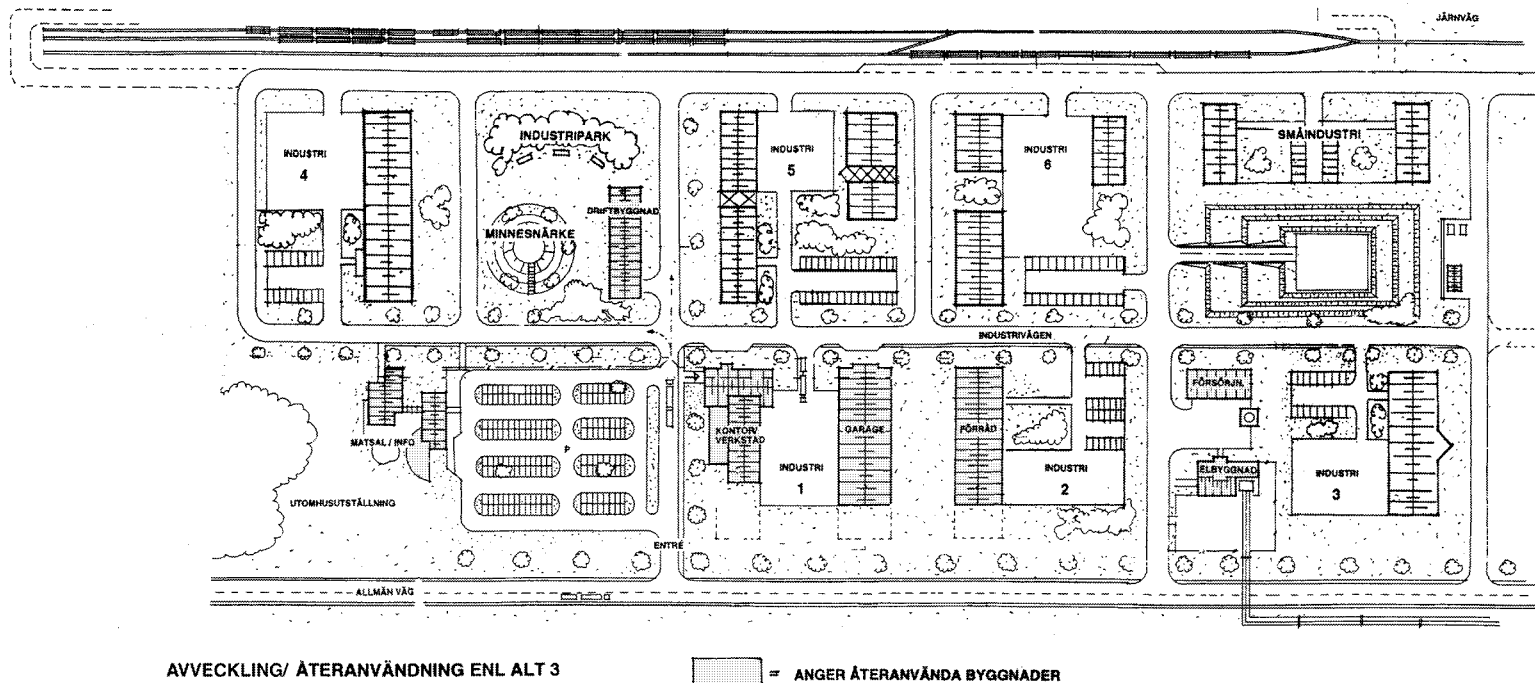 JÄRNVÄG
INDUSTRI
4
INDUSTRIPARK
DRIFTBYGGNAD
MINNESNÄRKE
INDUSTRI
5
INDUSTRI
6
SMÅINDUSTRI
INDUSTRIVÄGEN
MATSAL / INFO
UTOMHUSUTSTÄLLNING
P
ENTRÉ
KONTOR/
VERKSTAD
INDUSTRI
1
GARAGE
FÖRRÅD
INDUSTRI
2
FÖRSÖRJN.
ELBYGGNAD
INDUSTRI
3
ALLMÄN VÄG
AVVECKLING/ ÅTERANVÄNDNING ENL ALT 3
= ANGER ÅTERANVÄNDA BYGGNADER